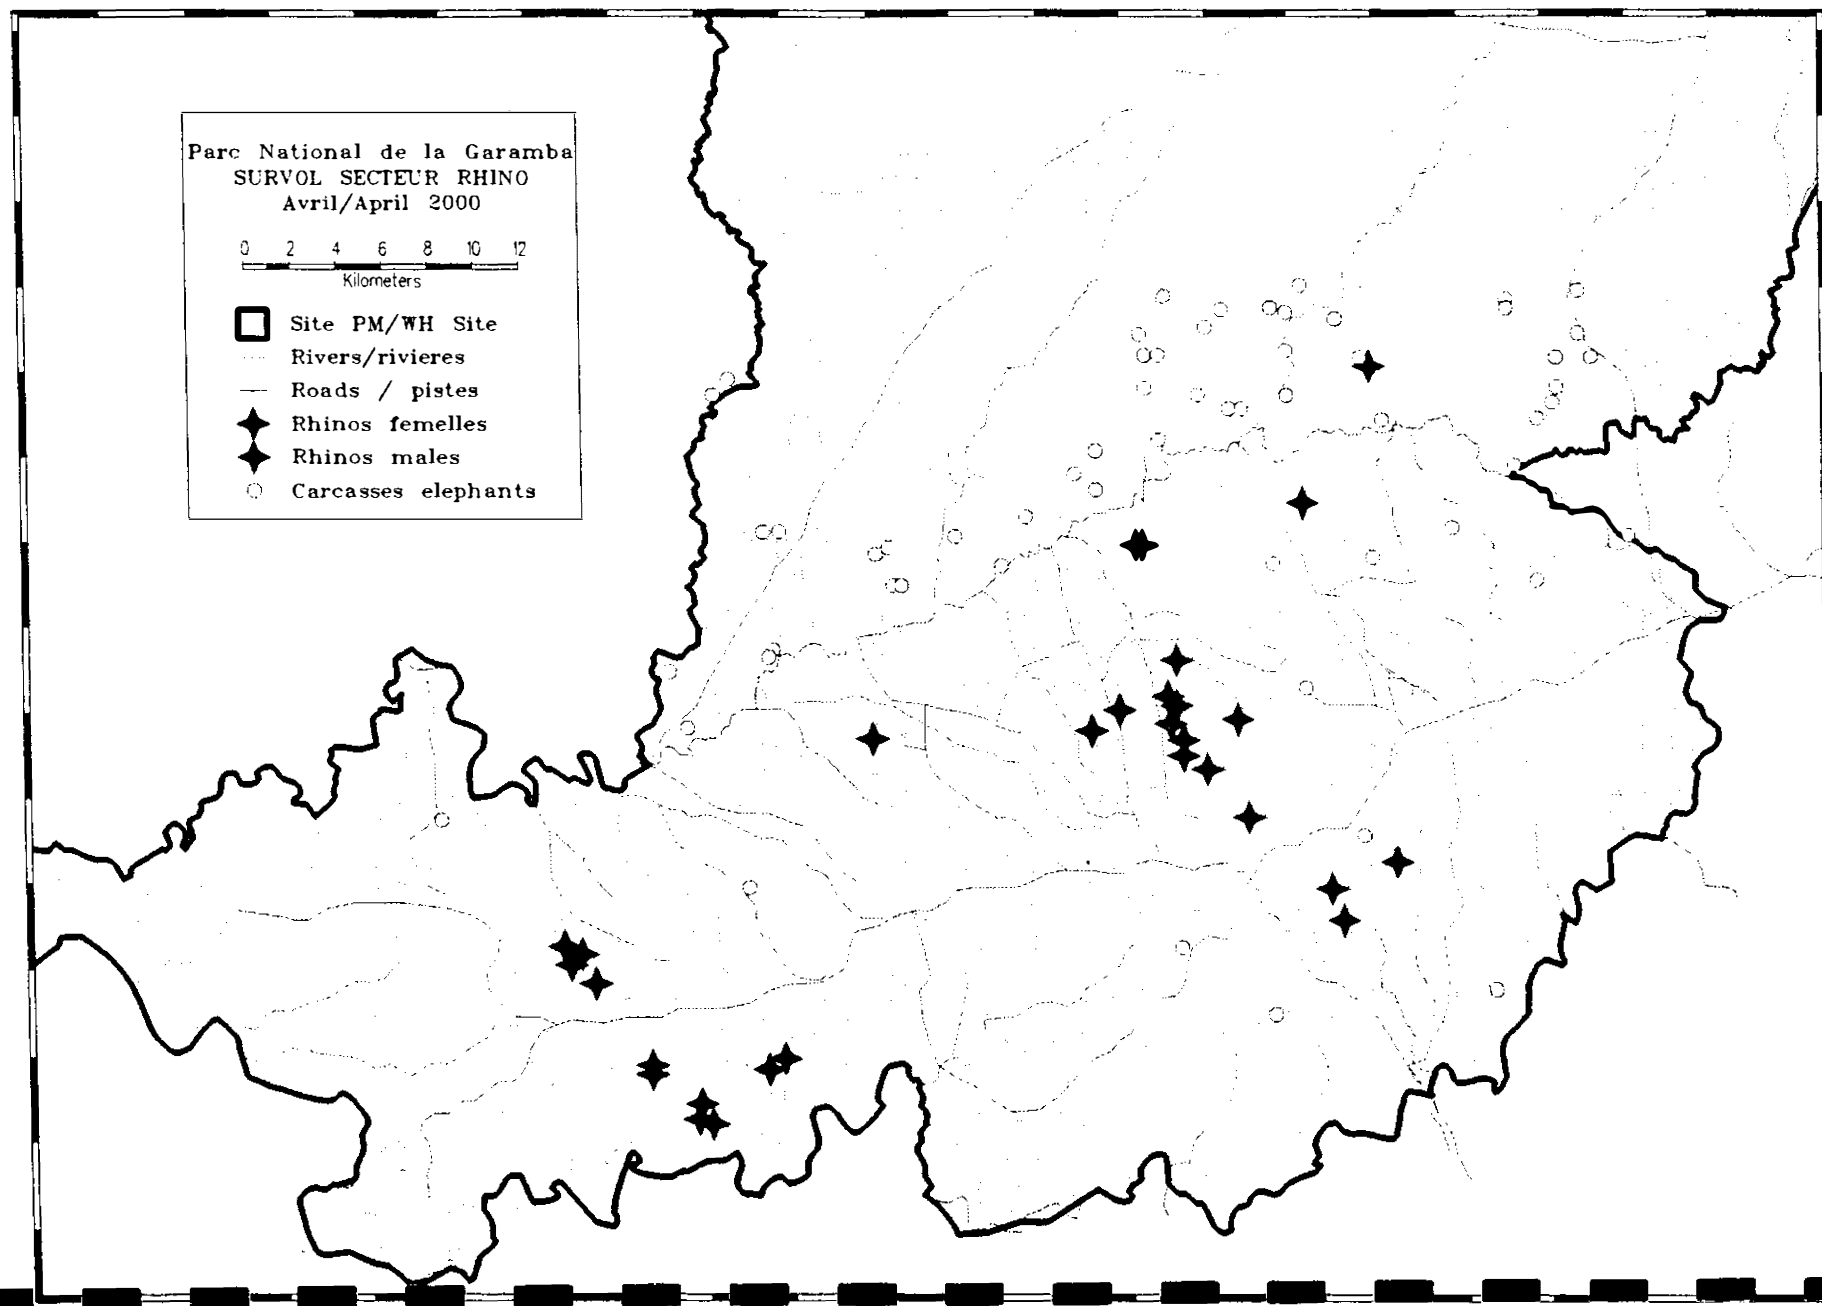 Parc National de la Garamba
SURVOL SECTEUR RHINO
Avril/April 2000
0 2 4 6 8 10 12
Kilometers
Site PM/WH Site
Rivers/rivieres
Roads / pistes
Rhinos femelles
Rhinos males
Carcasses elephants